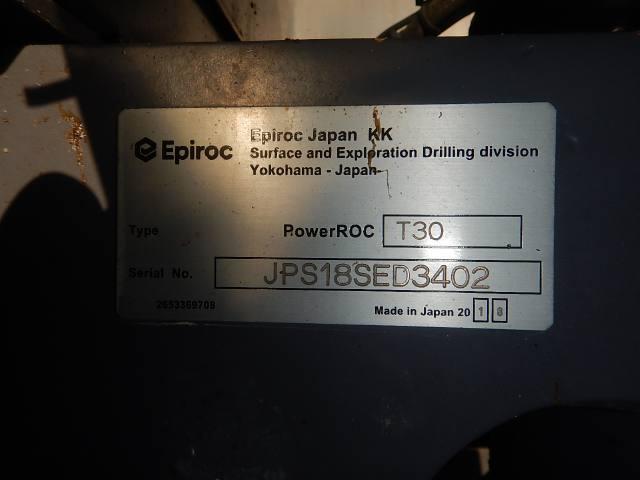 Epiroc
Epiroc Japan KK
Surface and Exploration Drilling division
Yokohama - Japan
Type PowerROC T30
Serial No. JPS18SED3402
2653369708 Made in Japan 20 1 8